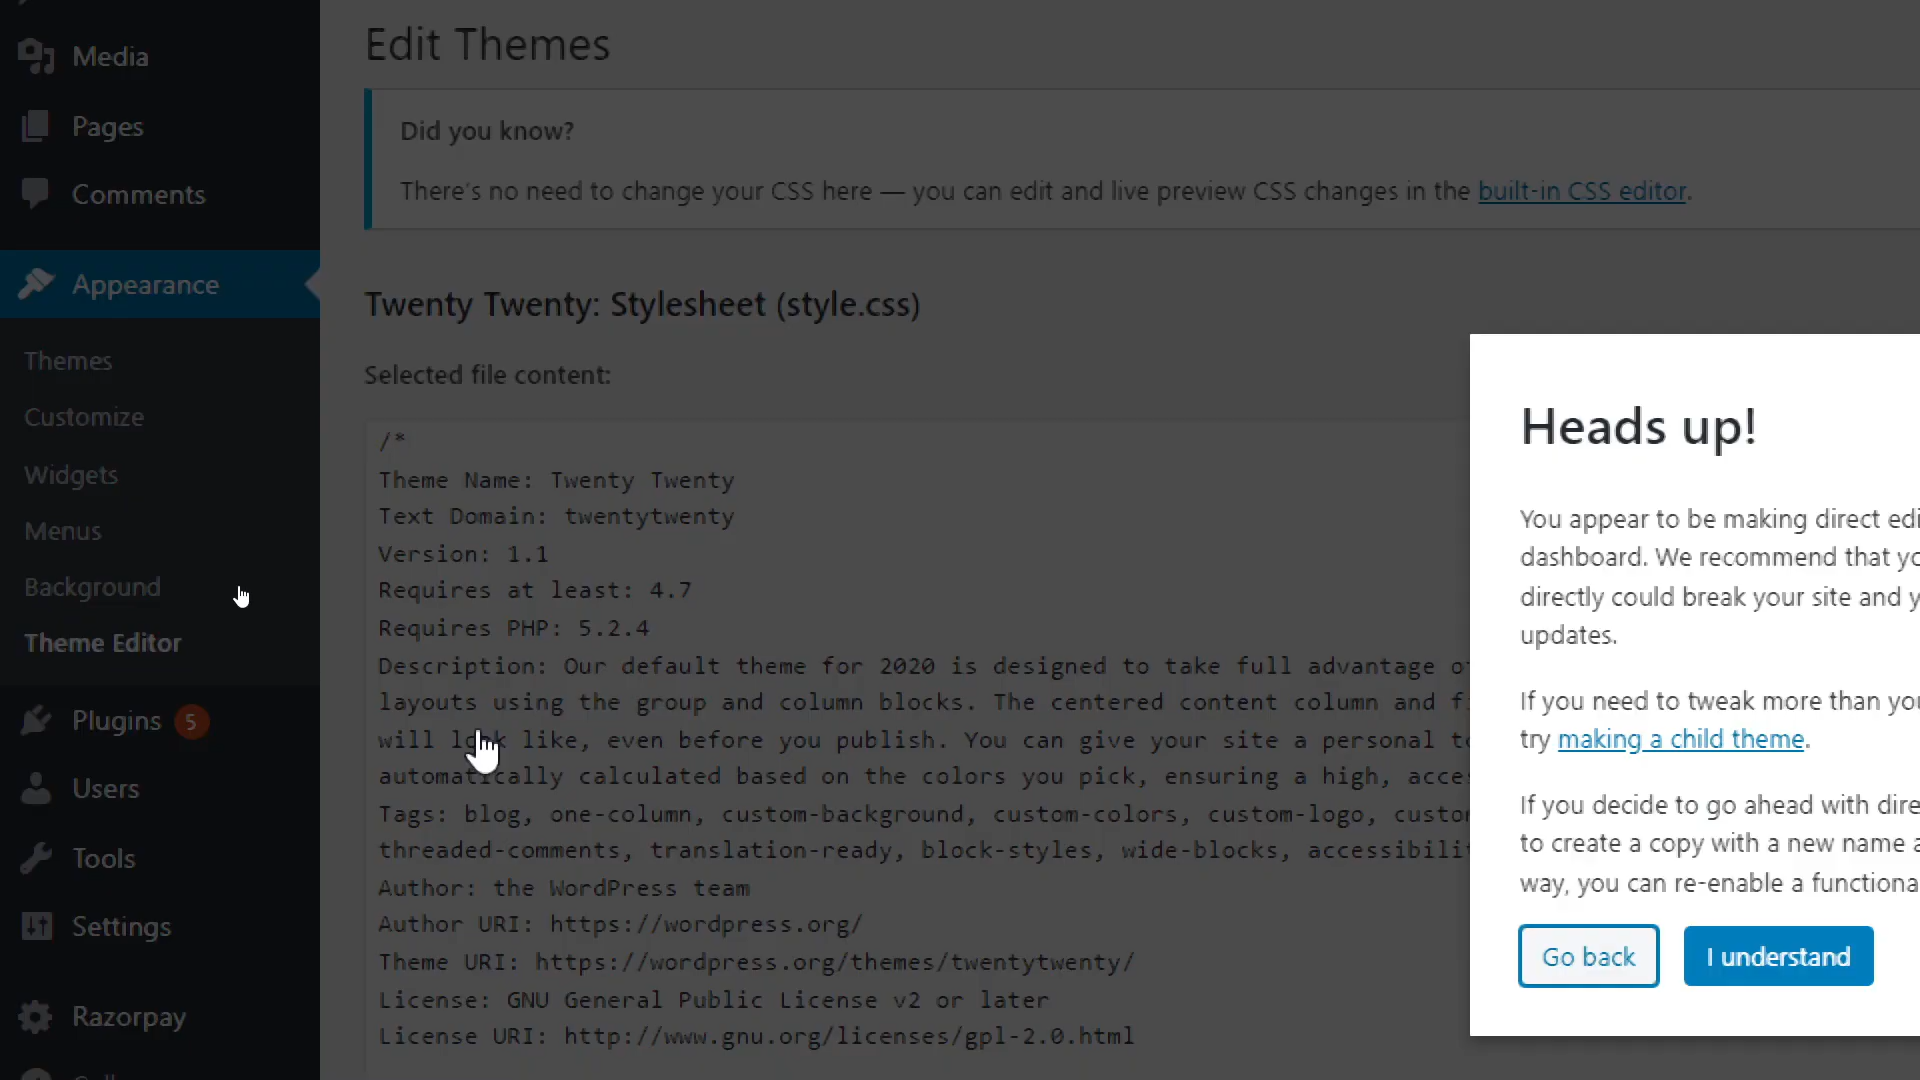 Media
Pages
Comments
Appearance
Themes
Customize
Widgets
Menus
Background
Theme Editor
Plugins 5
Users
Tools
Settings
Razorpay
Edit Themes
Did you know?
There's no need to change your CSS here — you can edit and live preview CSS changes in the built-in CSS editor.
Twenty Twenty: Stylesheet (style.css)
Selected file content:
/*
Theme Name: Twenty Twenty
Text Domain: twentytwenty
Version: 1.1
Requires at least: 4.7
Requires PHP: 5.2.4
Description: Our default theme for 2020 is designed to take full advantage
layouts using the group and column blocks. The centered content column and
will look like, even before you publish. You can give your site a personal
automatically calculated based on the colors you pick, ensuring a high,
Tags: blog, one-column, custom-background, custom-colors, custom-logo,
threaded-comments, translation-ready, block-styles, wide-blocks,
Author: the WordPress team
Author URI: https://wordpress.org/
Theme URI: https://wordpress.org/themes/twentytwenty/
License: GNU General Public License v2 or later
License URI: http://www.gnu.org/licenses/gpl-2.0.html
Heads up!
You appear to be making direct
dashboard. We recommend that
directly could break your site and
updates.
If you need to tweak more than
try making a child theme.
If you decide to go ahead with
to create a copy with a new name
way, you can re-enable a
Go back
I understand